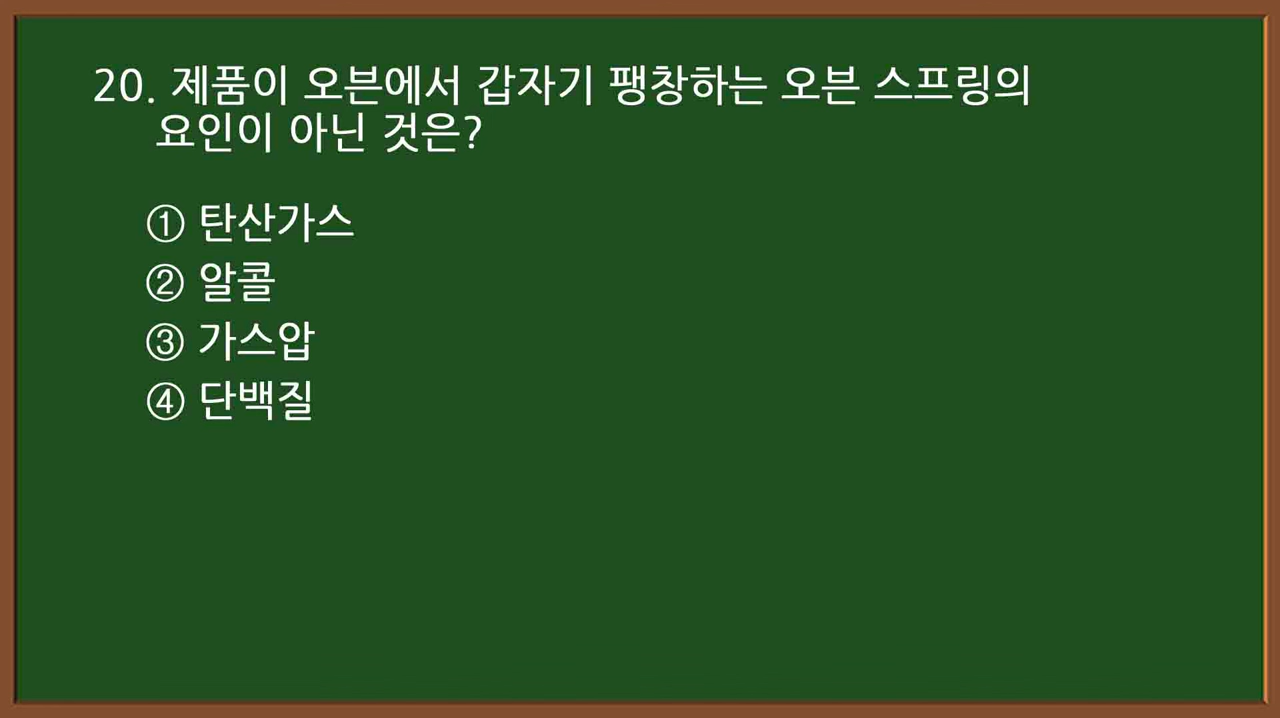 20. 제품이 오븐에서 갑자기 팽창하는 오븐 스프링의
요인이 아닌 것은?
① 탄산가스
② 알콜
③ 가스압
④ 단백질